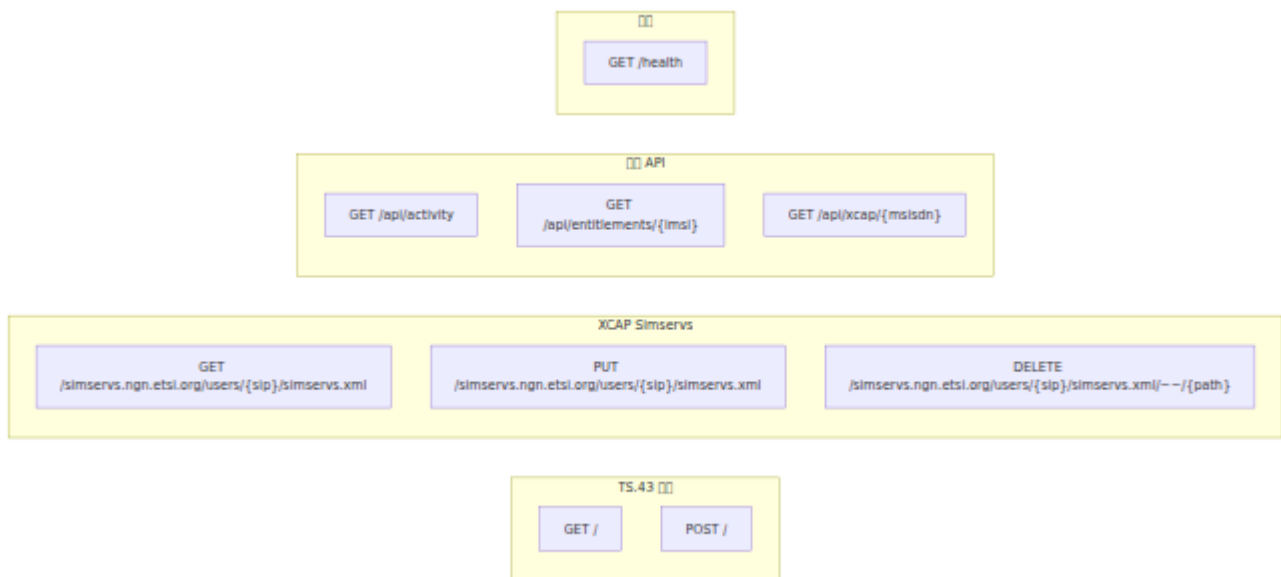 GET /health
API
GET /api/activity
GET
/api/entitlements/{imsi}
GET /api/xcap/{msisdn}
XCAP Simservs
GET
/simservs.ngn.etsi.org/users/{sip}/simservs.xml
PUT
/simservs.ngn.etsi.org/users/{sip}/simservs.xml
DELETE
/simservs.ngn.etsi.org/users/{sip}/simservs.xml/~~/{path}
TS.43
GET /
POST /